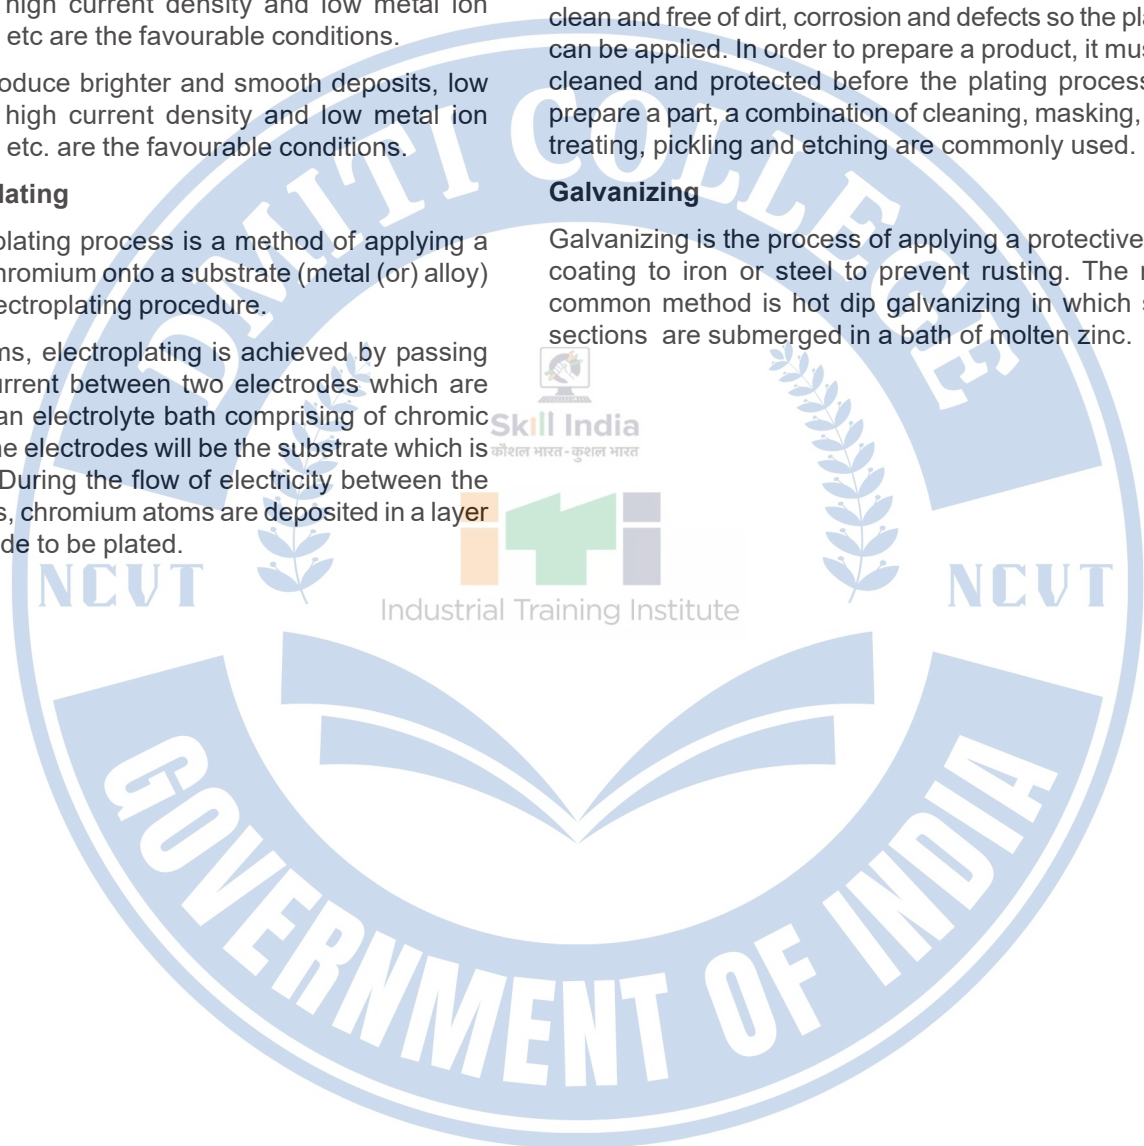 high current density and low metal ion
etc are the favourable conditions.
oduce brighter and smooth deposits, low
high current density and low metal ion
etc. are the favourable conditions.
lating
plating process is a method of applying a
hromium onto a substrate (metal (or) alloy)
ectroplating procedure.
ms, electroplating is achieved by passing
urrent between two electrodes which are
an electrolyte bath comprising of chromic
ne electrodes will be the substrate which is
During the flow of electricity between the
s, chromium atoms are deposited in a layer
de to be plated.
clean and free of dirt, corrosion and defects so the pla
can be applied. In order to prepare a product, it mus
cleaned and protected before the plating process
prepare a part, a combination of cleaning, masking,
treating, pickling and etching are commonly used.
Galvanizing
Galvanizing is the process of applying a protective
coating to iron or steel to prevent rusting. The
common method is hot dip galvanizing in which s
sections are submerged in a bath of molten zinc.
DMITI COLLEGE
Skill India
कौशल भारत - कुशल भारत
iti
Industrial Training Institute
NCVT
NCVT
GOVERNMENT OF INDIA